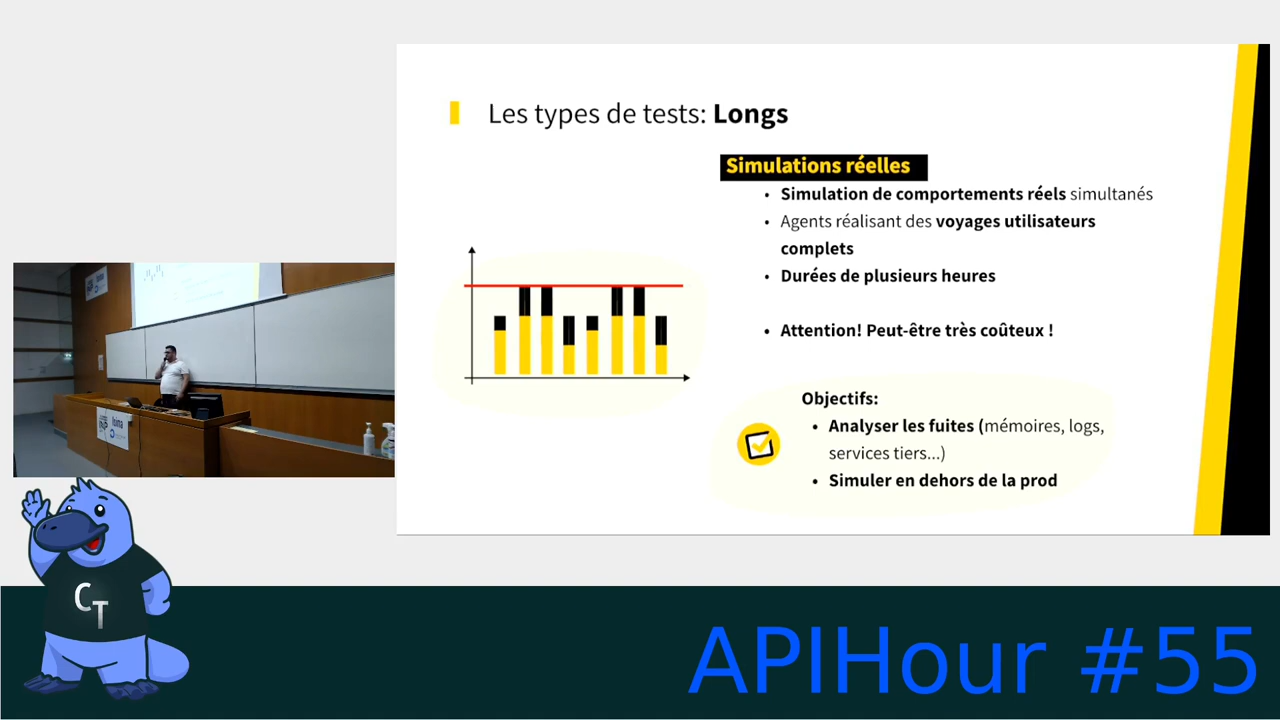 Les types de tests: Longs
Simulations réelles
• Simulation de comportements réels simultanés
• Agents réalisant des voyages utilisateurs
complets
• Durées de plusieurs heures
• Attention! Peut-être très coûteux !
Objectifs:
• Analyser les fuites (mémoires, logs,
services tiers...)
• Simuler en dehors de la prod
isima
CT
APIHour #55